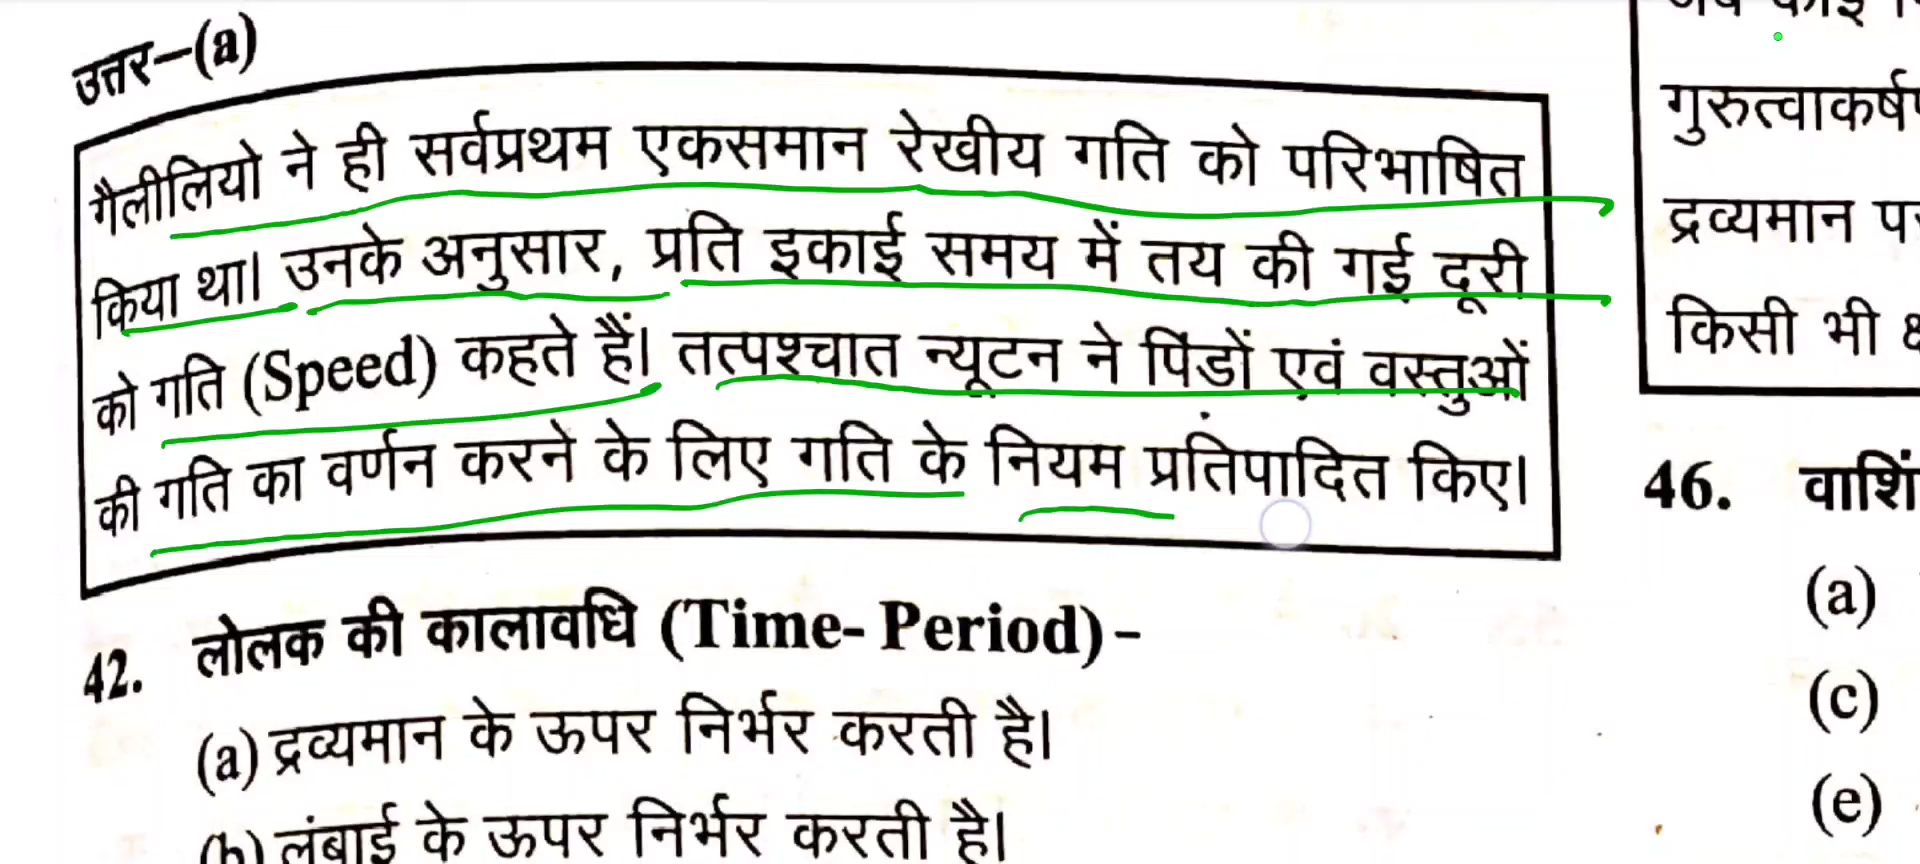 उत्तर–(a)
गैलीलियो ने ही सर्वप्रथम एकसमान रेखीय गति को परिभाषित
किया था। उनके अनुसार, प्रति इकाई समय में तय की गई दूरी
को गति (Speed) कहते हैं। तत्पश्चात न्यूटन ने पिंडों एवं वस्तुओं
की गति का वर्णन करने के लिए गति के नियम प्रतिपादित किए।
42. लोलक की कालावधि (Time- Period) -
(a) द्रव्यमान के ऊपर निर्भर करती है।
(b) लंबाई के ऊपर निर्भर करती है।
द्रव्यमान
किसी भी
46.
(a)
(c)
(e)